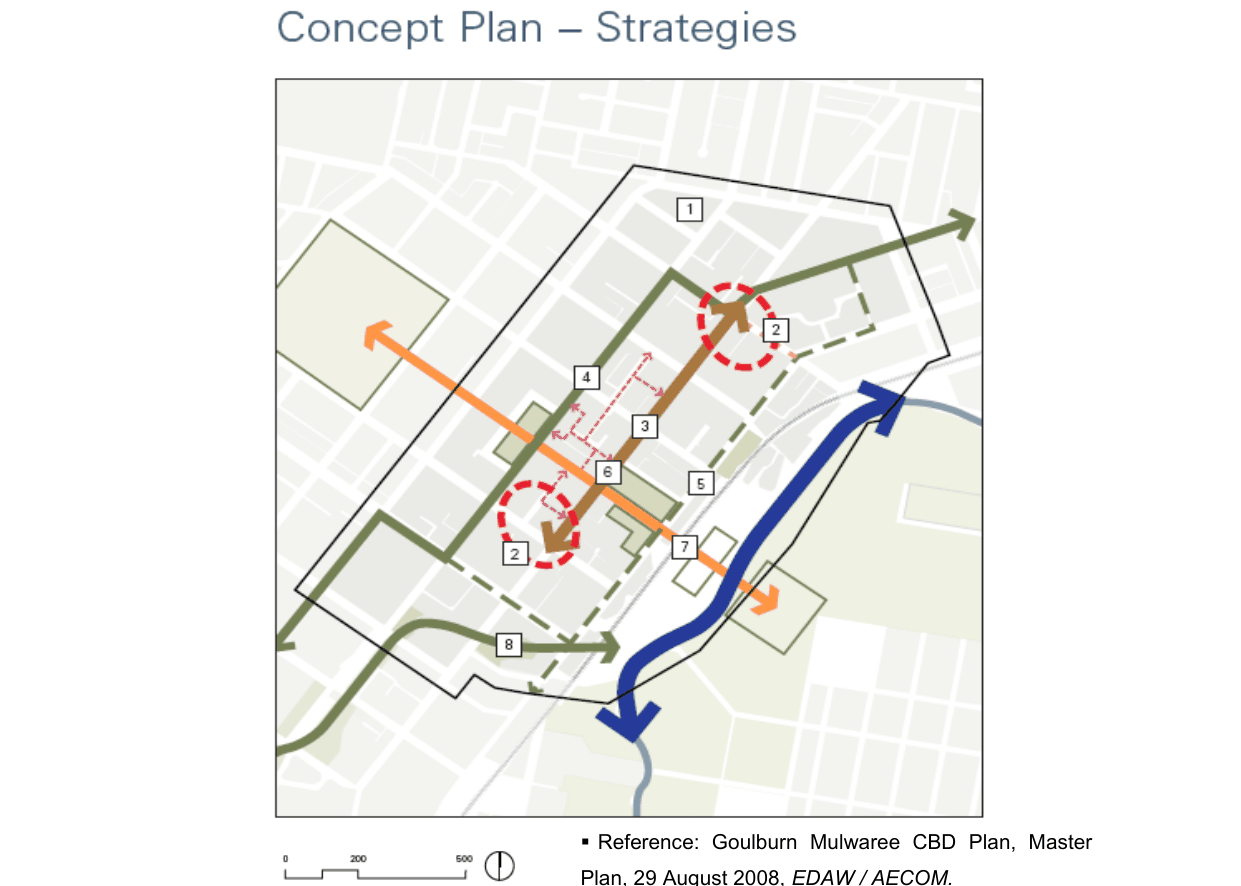 Concept Plan – Strategies
1
2
4
3
6
5
2
7
8
0 200 500
▪ Reference: Goulburn Mulwaree CBD Plan, Master
Plan, 29 August 2008, EDAW / AECOM.